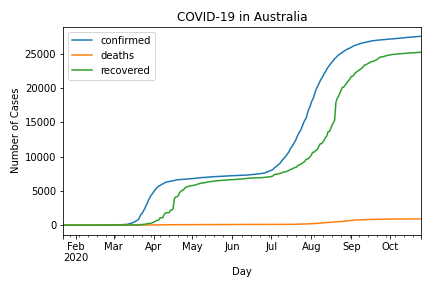 COVID-19 in Australia
confirmed
deaths
recovered
Number of Cases
25000
20000
15000
10000
5000
0
Feb Mar Apr May Jun Jul Aug Sep Oct
2020
Day